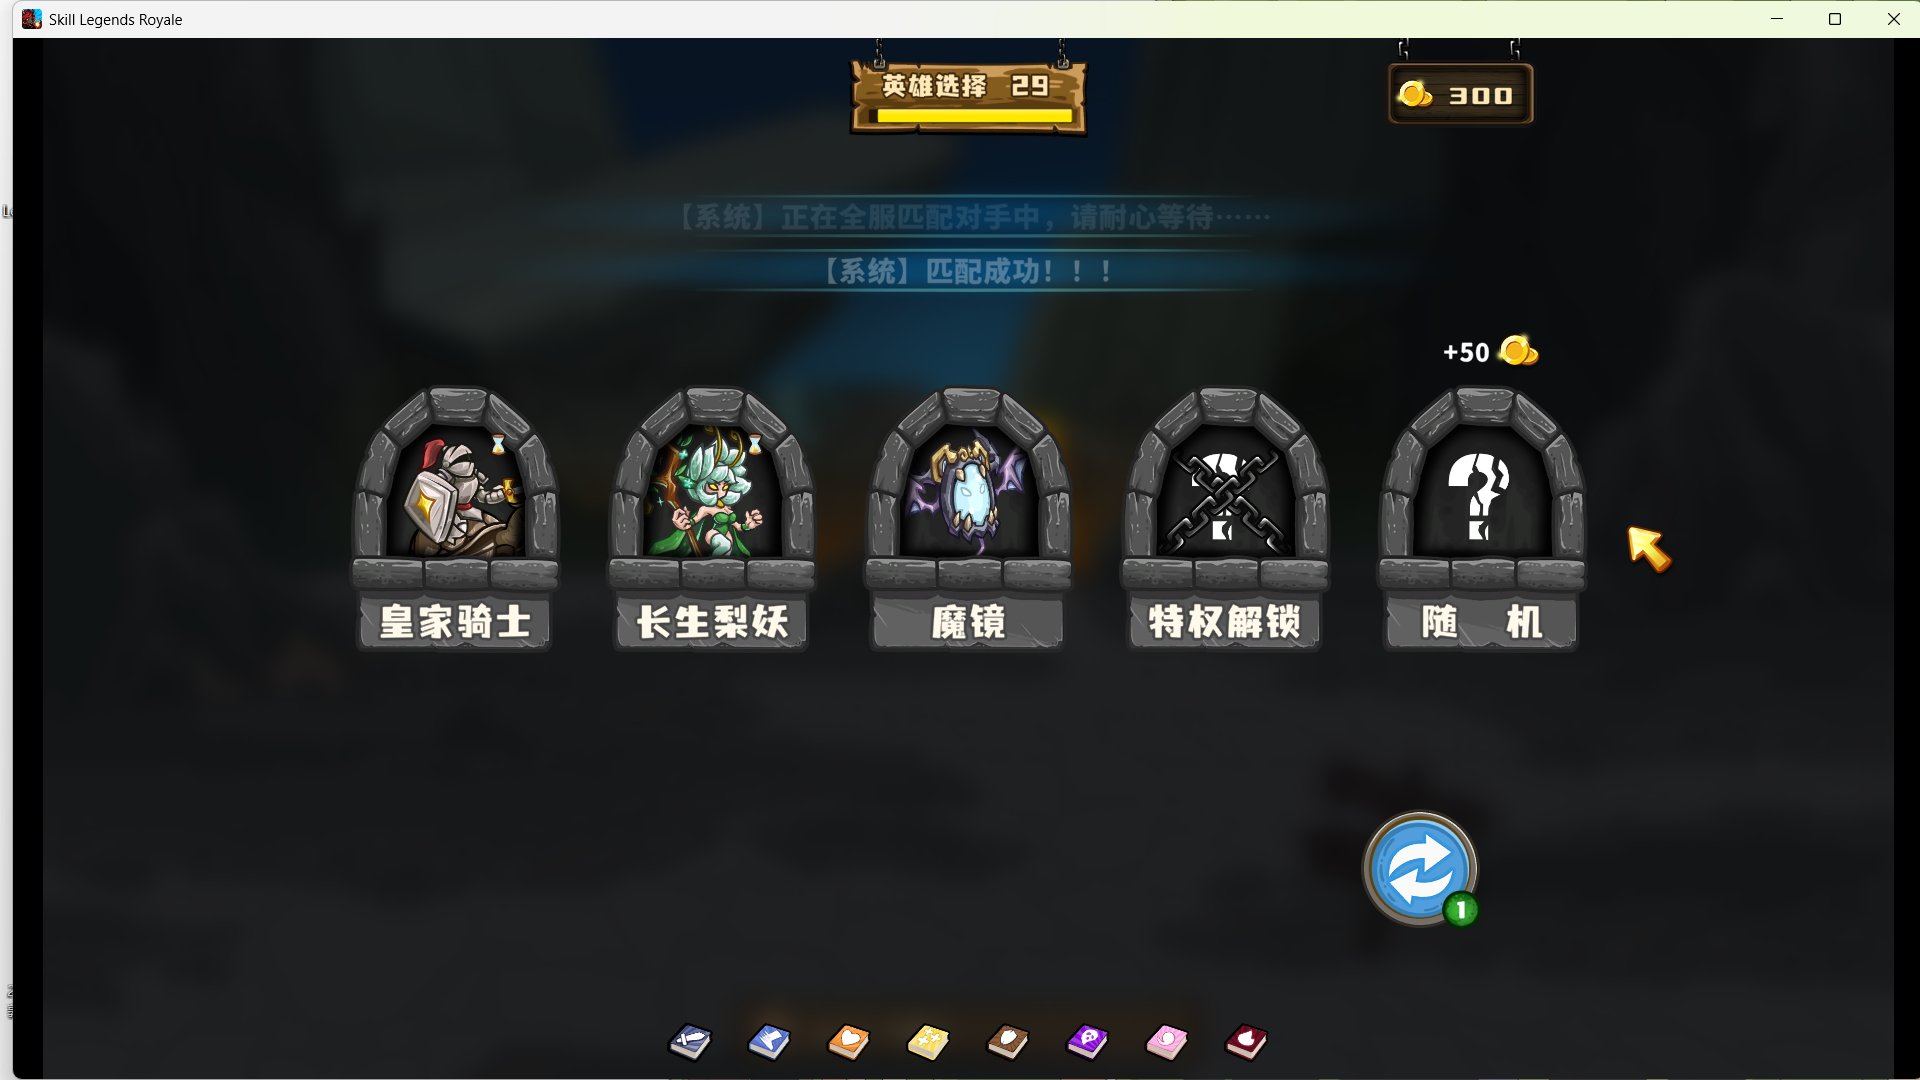 Skill Legends Royale
英雄选择 29
300
【系统】正在全服匹配对手中，请耐心等待……
【系统】匹配成功！！！
+50
皇家骑士
长生梨妖
魔镜
特权解锁
随 机
1